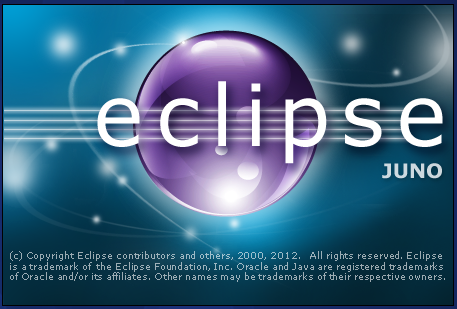 eclipse
JUNO
(c) Copyright Eclipse contributors and others, 2000, 2012. All rights reserved. Eclipse
is a trademark of the Eclipse Foundation, Inc. Oracle and Java are registered trademarks
of Oracle and/or its affiliates. Other names may be trademarks of their respective owners.